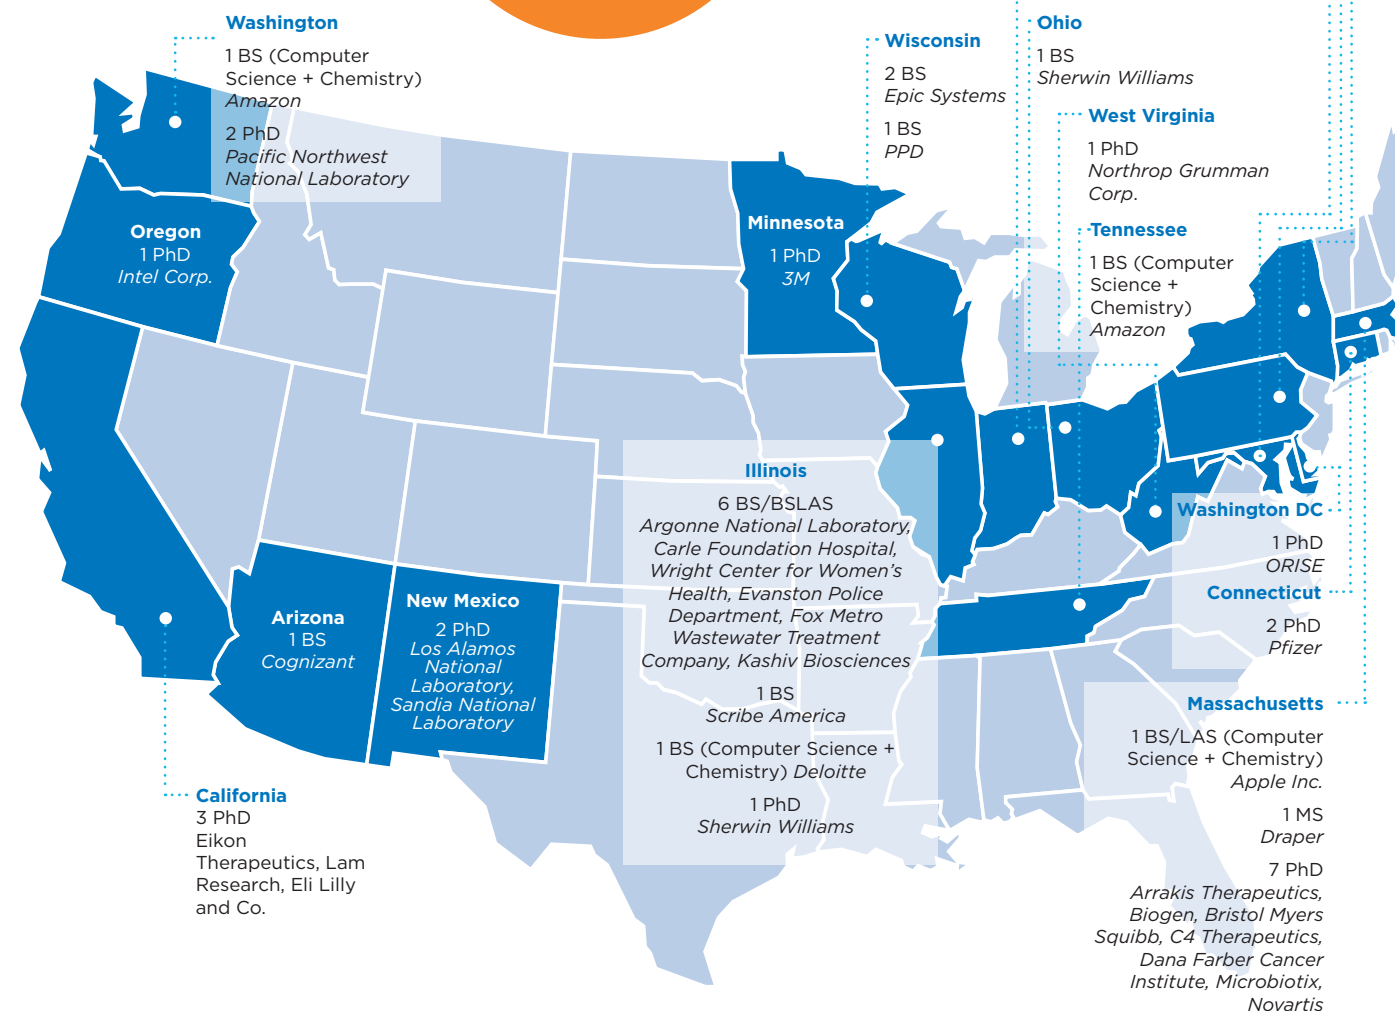 Washington
1 BS (Computer
Science + Chemistry)
Amazon
2 PhD
Pacific Northwest
National Laboratory
Oregon
1 PhD
Intel Corp.
Minnesota
1 PhD
3M
Wisconsin
2 BS
Epic Systems
1 BS
PPD
Ohio
1 BS
Sherwin Williams
West Virginia
1 PhD
Northrop Grumman
Corp.
Tennessee
1 BS (Computer
Science +
Chemistry)
Amazon
Illinois
6 BS/BSLAS
Argonne National Laboratory,
Carle Foundation Hospital,
Wright Center for Women’s
Health, Evanston Police
Department, Fox Metro
Wastewater Treatment
Company, Kashiv Biosciences
1 BS
Scribe America
1 BS (Computer Science +
Chemistry) Deloitte
1 PhD
Sherwin Williams
Arizona
1 BS
Cognizant
New Mexico
2 PhD
Los Alamos
National
Laboratory,
Sandia National
Laboratory
California
3 PhD
Eikon
Therapeutics, Lam
Research, Eli Lilly
and Co.
Washington DC
1 PhD
ORISE
Connecticut
2 PhD
Pfizer
Massachusetts
1 BS/LAS (Computer
Science + Chemistry)
Apple Inc.
1 MS
Draper
7 PhD
Arrakis Therapeutics,
Biogen, Bristol Myers
Squibb, C4 Therapeutics,
Dana Farber Cancer
Institute, Microbiotix,
Novartis